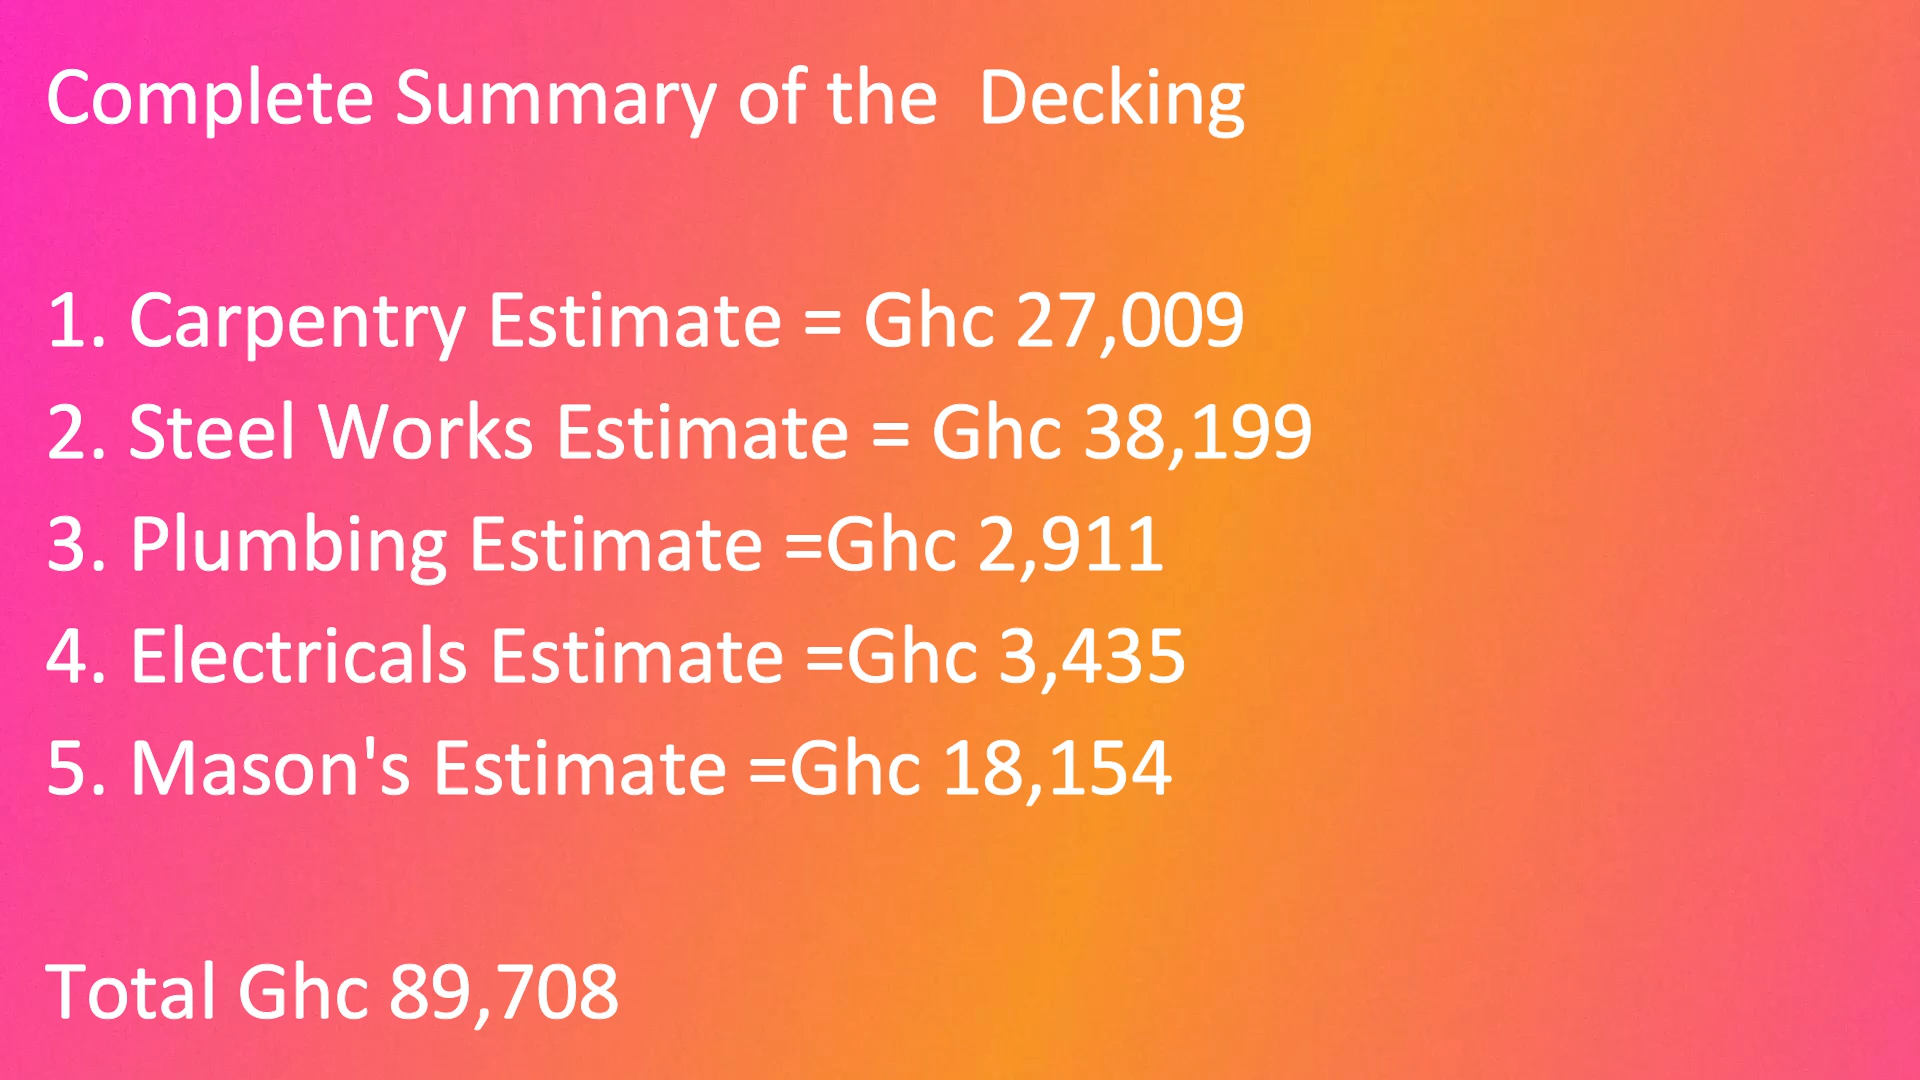 Complete Summary of the  Decking
1. Carpentry Estimate = Ghc 27,009
2. Steel Works Estimate = Ghc 38,199
3. Plumbing Estimate =Ghc 2,911
4. Electricals Estimate =Ghc 3,435
5. Mason's Estimate =Ghc 18,154
Total Ghc 89,708